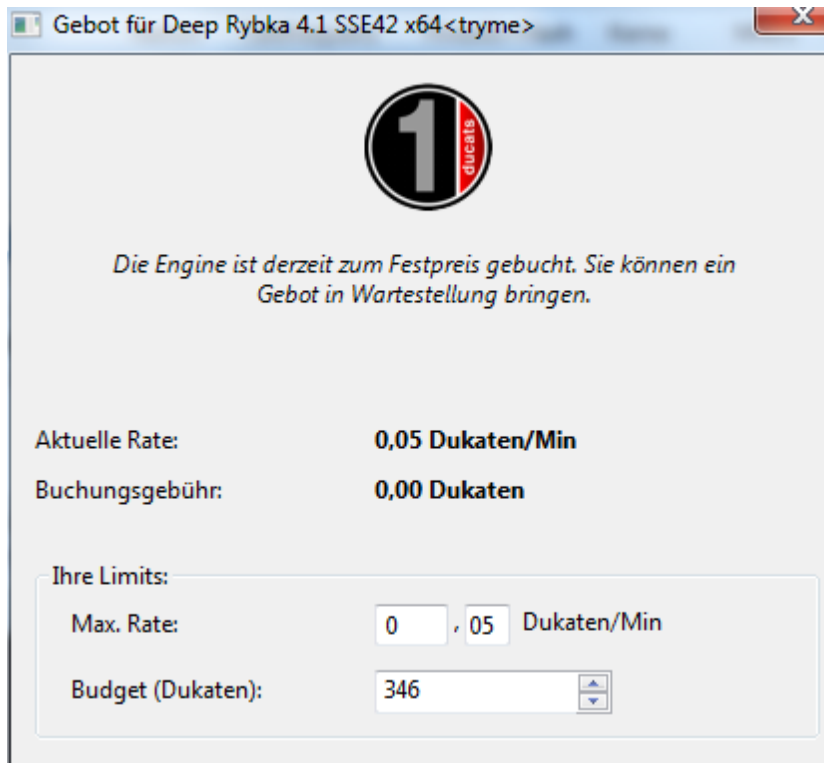 Gebot für Deep Rybka 4.1 SSE42 x64<tryme>
1 ducats
Die Engine ist derzeit zum Festpreis gebucht. Sie können ein
Gebot in Wartestellung bringen.
Aktuelle Rate: 0,05 Dukaten/Min
Buchungsgebühr: 0,00 Dukaten
Ihre Limits:
Max. Rate: 0 , 05 Dukaten/Min
Budget (Dukaten): 346